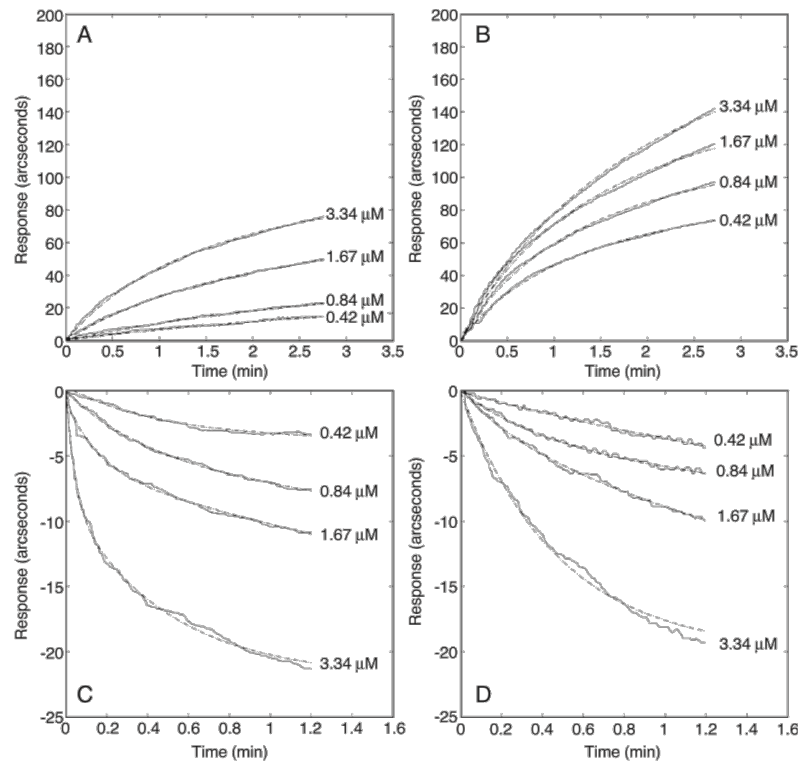 A
Response (arcseconds)
200
180
160
140
120
100
80
60
40
20
0
3.34 μM
1.67 μM
0.84 μM
0.42 μM
0 0.5 1 1.5 2 2.5 3 3.5
Time (min)
B
Response (arcseconds)
200
180
160
140
120
100
80
60
40
20
0
3.34 μM
1.67 μM
0.84 μM
0.42 μM
0 0.5 1 1.5 2 2.5 3 3.5
Time (min)
Response (arcseconds)
0
-5
-10
-15
-20
-25
0.42 μM
0.84 μM
1.67 μM
3.34 μM
C
0 0.2 0.4 0.6 0.8 1 1.2 1.4 1.6
Time (min)
Response (arcseconds)
0
-5
-10
-15
-20
-25
0.42 μM
0.84 μM
1.67 μM
3.34 μM
D
0 0.2 0.4 0.6 0.8 1 1.2 1.4 1.6
Time (min)